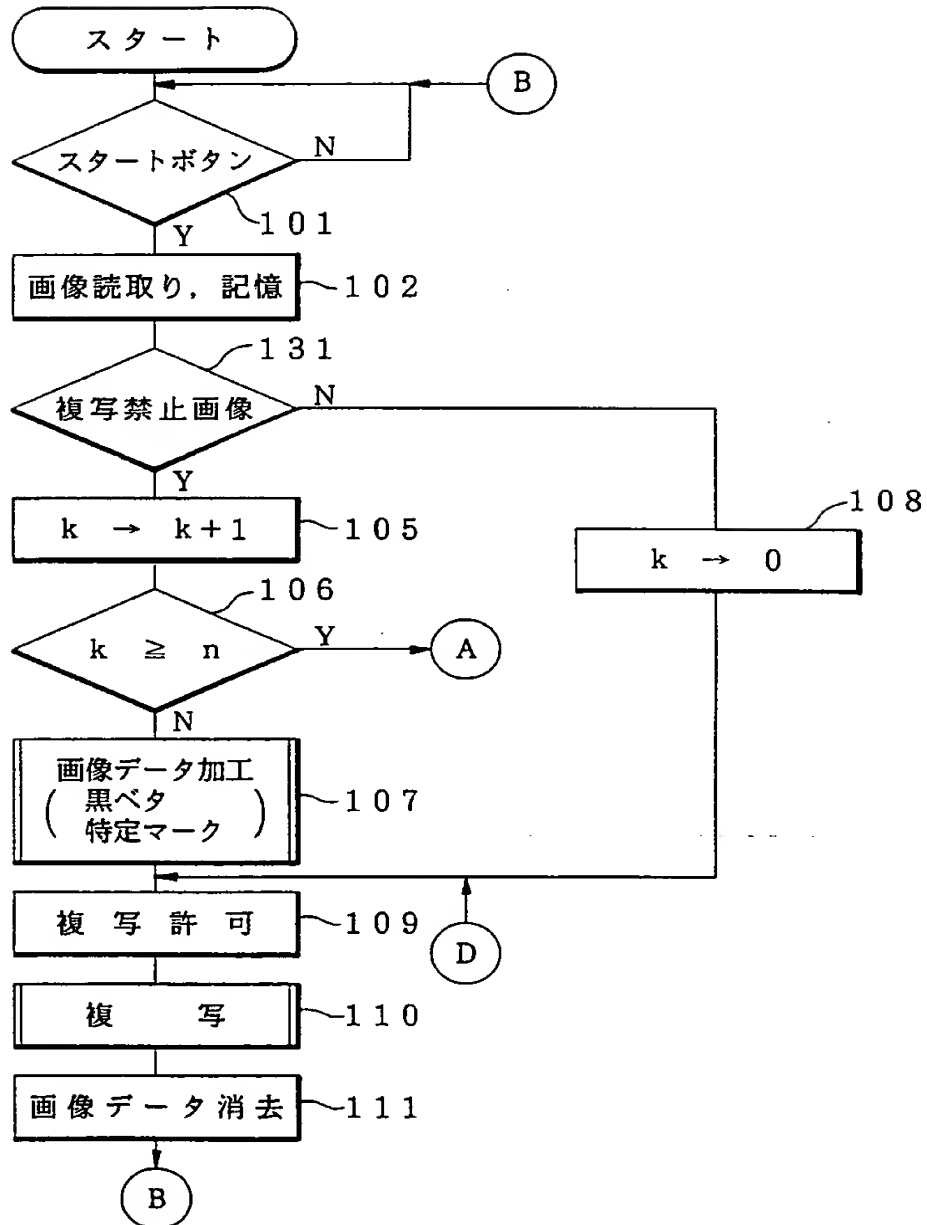 スタート
B
スタートボタン
N
101
Y
画像読取り，記憶
102
131
複写禁止画像
N
Y
k → k+1
105
108
k → 0
106
k ≧ n
Y
A
N
画像データ加工
(黒ベタ
特定マーク)
107
複写許可
109
D
複写
110
画像データ消去
111
B